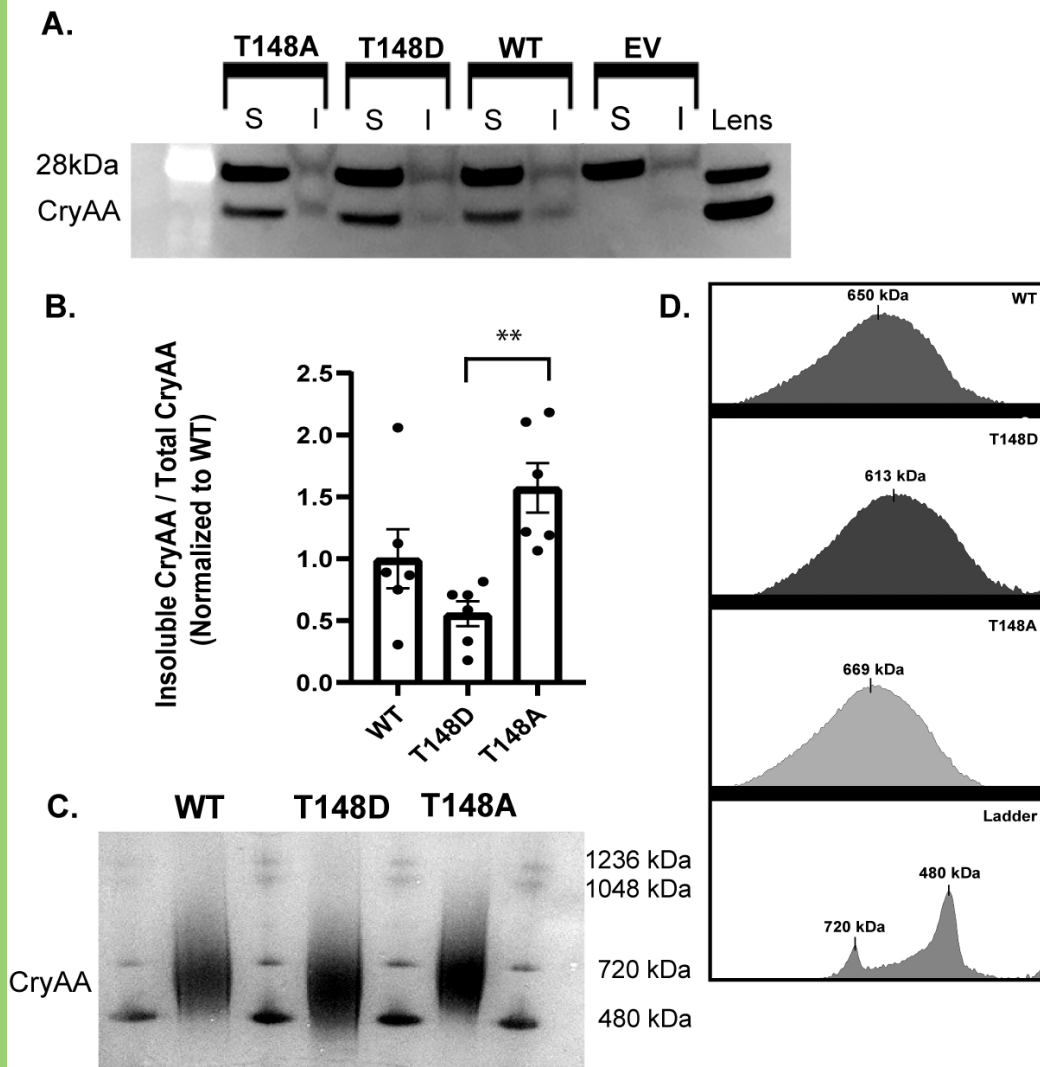 A.
T148A T148D WT EV
S I S I S I S I Lens
28kDa
CryAA
B.
**
Insoluble CryAA / Total CryAA
(Normalized to WT)
2.5
2.0
1.5
1.0
0.5
0.0
WT T148D T148A
C.
WT T148D T148A
1236 kDa
1048 kDa
720 kDa
480 kDa
CryAA
D.
650 kDa WT
T148D
613 kDa
T148A
669 kDa
Ladder
480 kDa
720 kDa